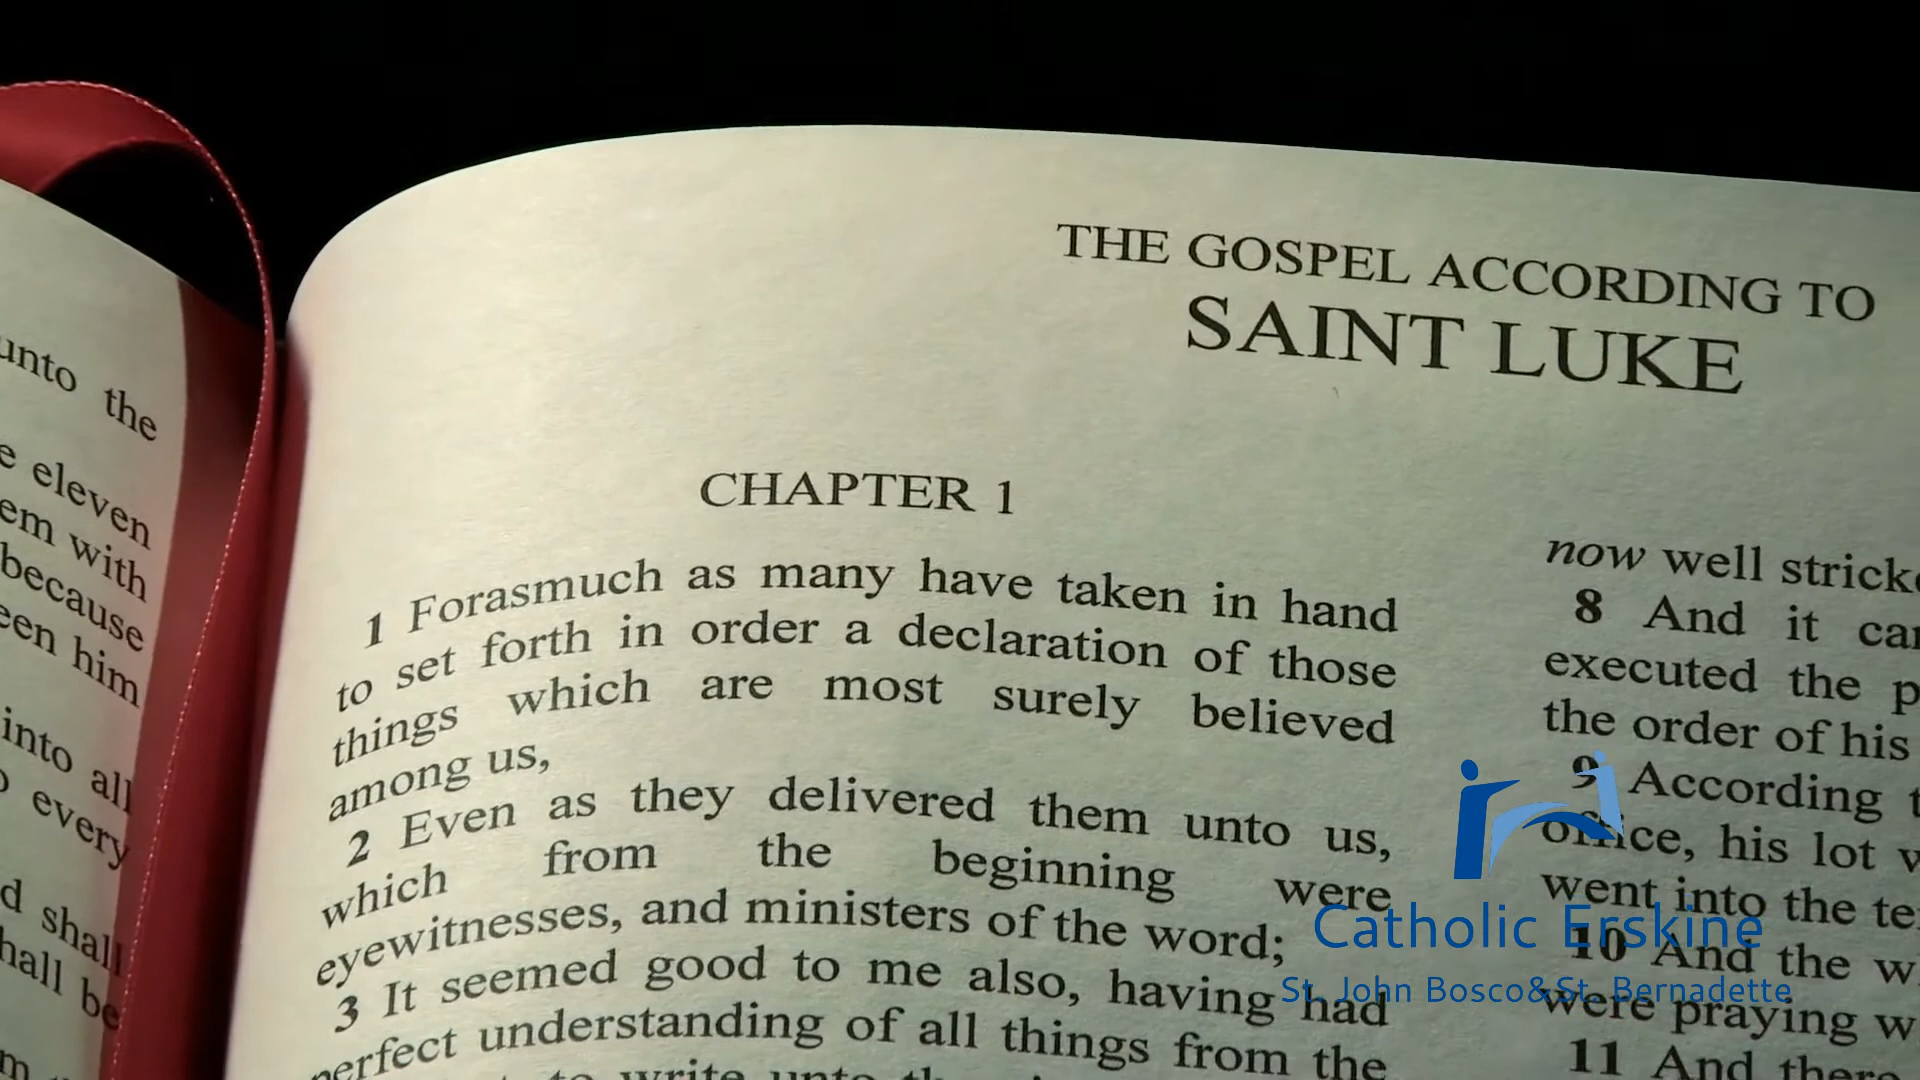 unto the
eleven
with
because
him
into all
every
shall
be
THE GOSPEL ACCORDING TO
SAINT LUKE
CHAPTER 1
1 Forasmuch as many have taken in hand
to set forth in order a declaration of those
things which are most surely believed
among us,
2 Even as they delivered them unto us,
which from the beginning were
eyewitnesses, and ministers of the word;
3 It seemed good to me also, having had
perfect understanding of all things from the
write unto
now well
8 And it
executed the
the order of his
9 According
office, his lot
went into the
10 And the
were praying
11 And there
Catholic Erskine
St. John Bosco&St. Bernadette